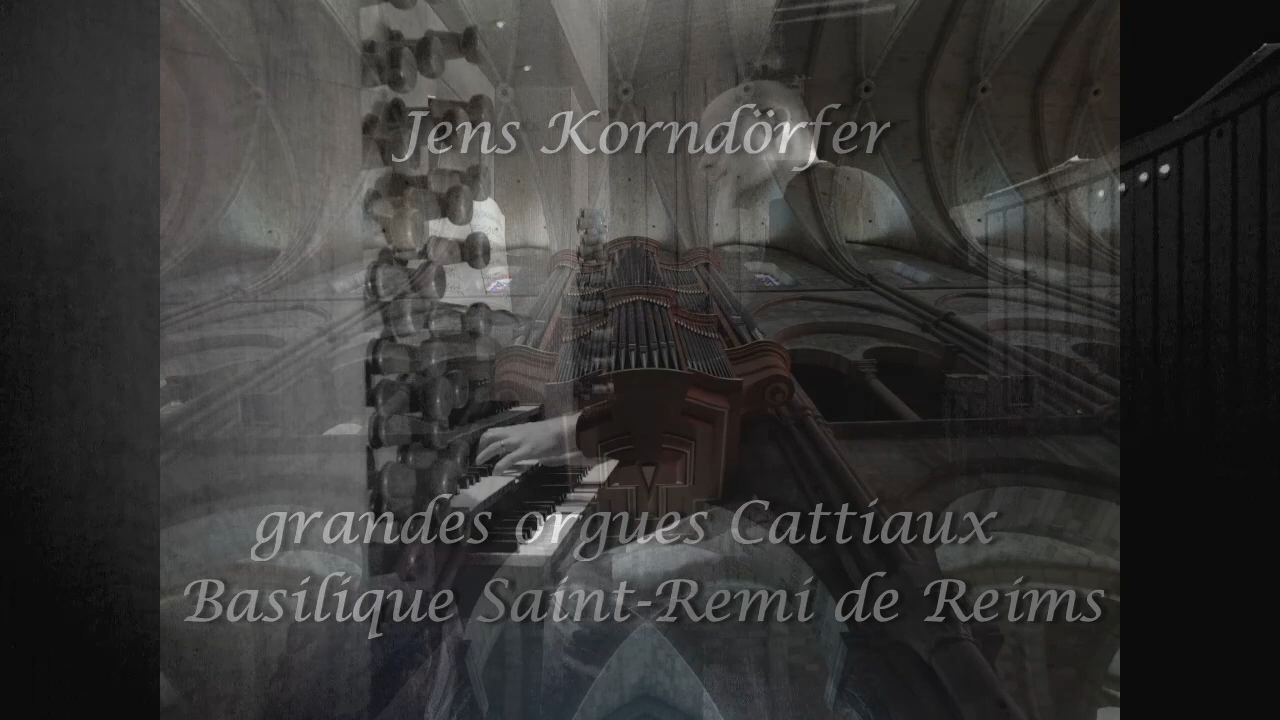 Jens Korndörfer
grandes orgues Cattiaux
Basilique Saint-Remi de Reims